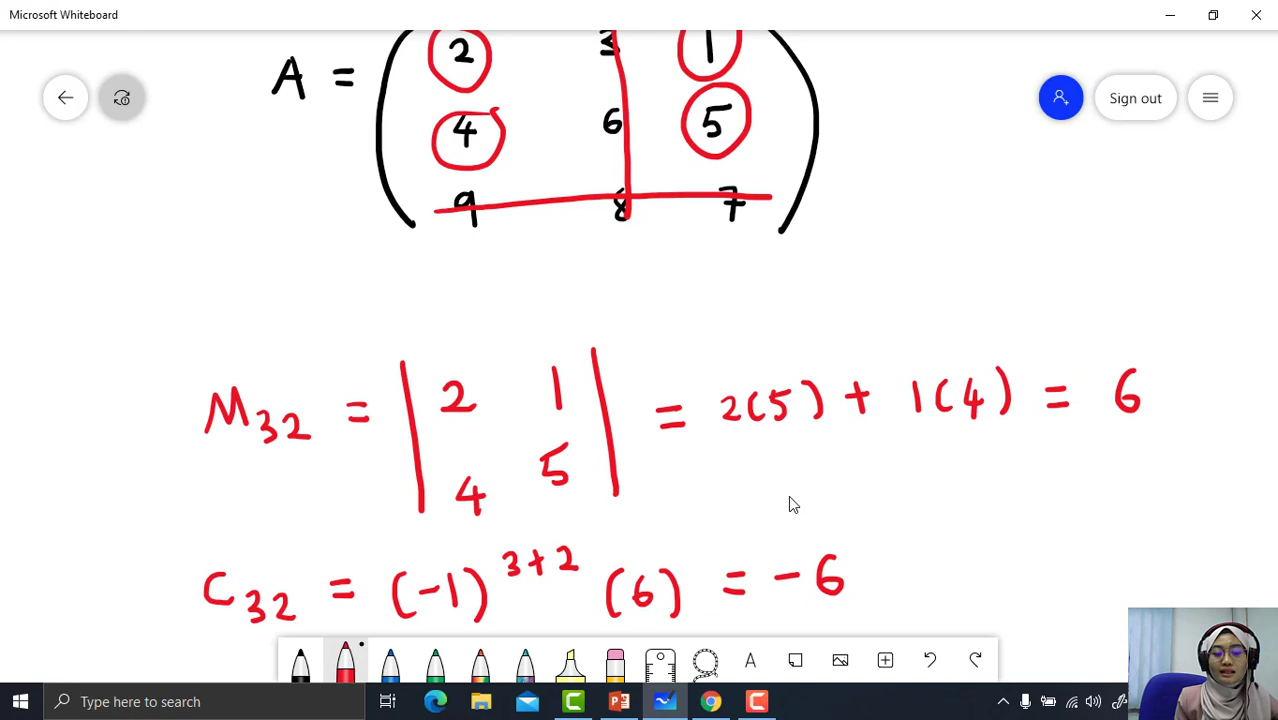 Microsoft Whiteboard
Sign out
2 3 1
A = 4 6 5
9 8 7
M32 = | 2 1 | = 2(5) + 1(4) = 6
4 5
C32 = (-1)^3+2 (6) = -6
A
Type here to search